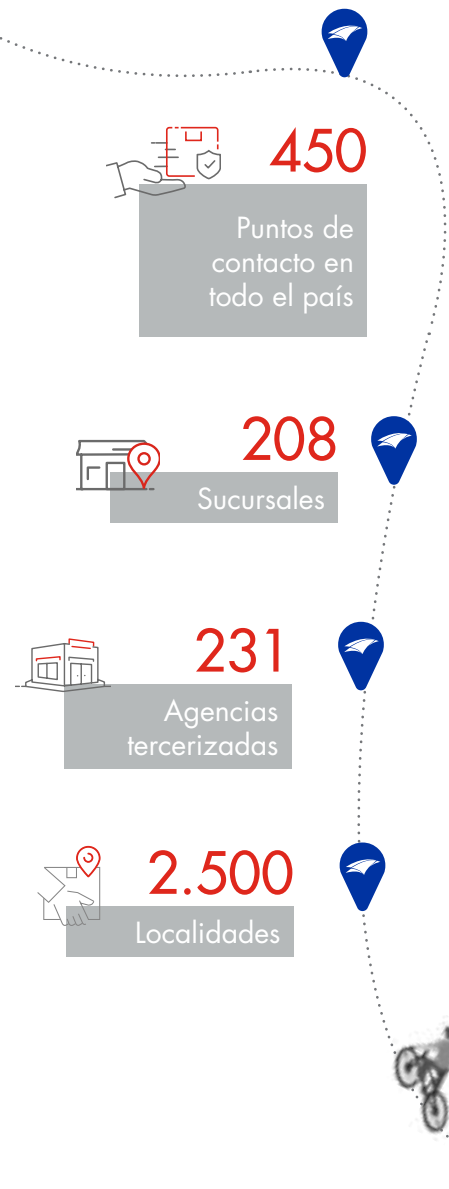 450
Puntos de
contacto en
todo el país
208
Sucursales
231
Agencias
tercerizadas
2.500
Localidades